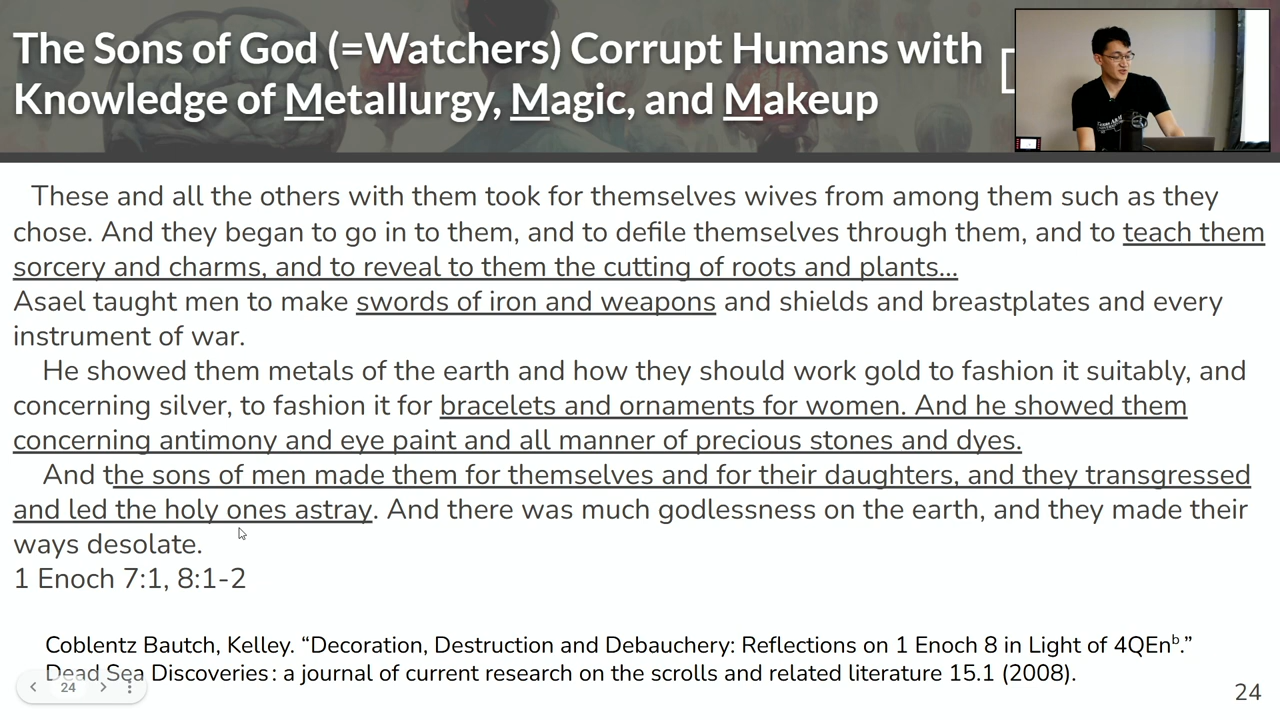 The Sons of God (=Watchers) Corrupt Humans with
Knowledge of Metallurgy, Magic, and Makeup
These and all the others with them took for themselves wives from among them such as they
chose. And they began to go in to them, and to defile themselves through them, and to teach them
sorcery and charms, and to reveal to them the cutting of roots and plants...
Asael taught men to make swords of iron and weapons and shields and breastplates and every
instrument of war.
He showed them metals of the earth and how they should work gold to fashion it suitably, and
concerning silver, to fashion it for bracelets and ornaments for women. And he showed them
concerning antimony and eye paint and all manner of precious stones and dyes.
And the sons of men made them for themselves and for their daughters, and they transgressed
and led the holy ones astray. And there was much godlessness on the earth, and they made their
ways desolate.
1 Enoch 7:1, 8:1-2
Coblentz Bautch, Kelley. “Decoration, Destruction and Debauchery: Reflections on 1 Enoch 8 in Light of 4QEnᵇ.”
Dead Sea Discoveries: a journal of current research on the scrolls and related literature 15.1 (2008).
24
24